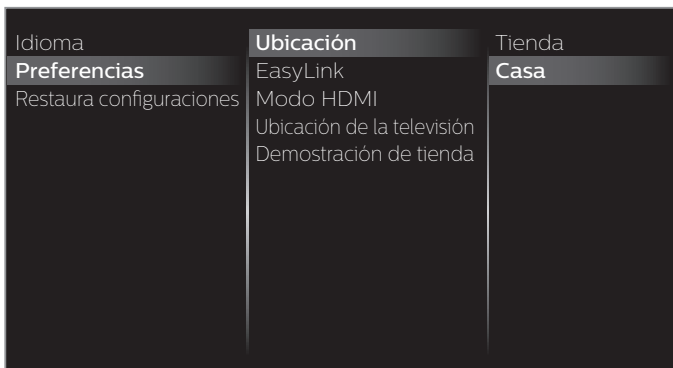 Idioma
Preferencias
Restaura configuraciones
Ubicación
EasyLink
Modo HDMI
Ubicación de la televisión
Demostración de tienda
Tienda
Casa